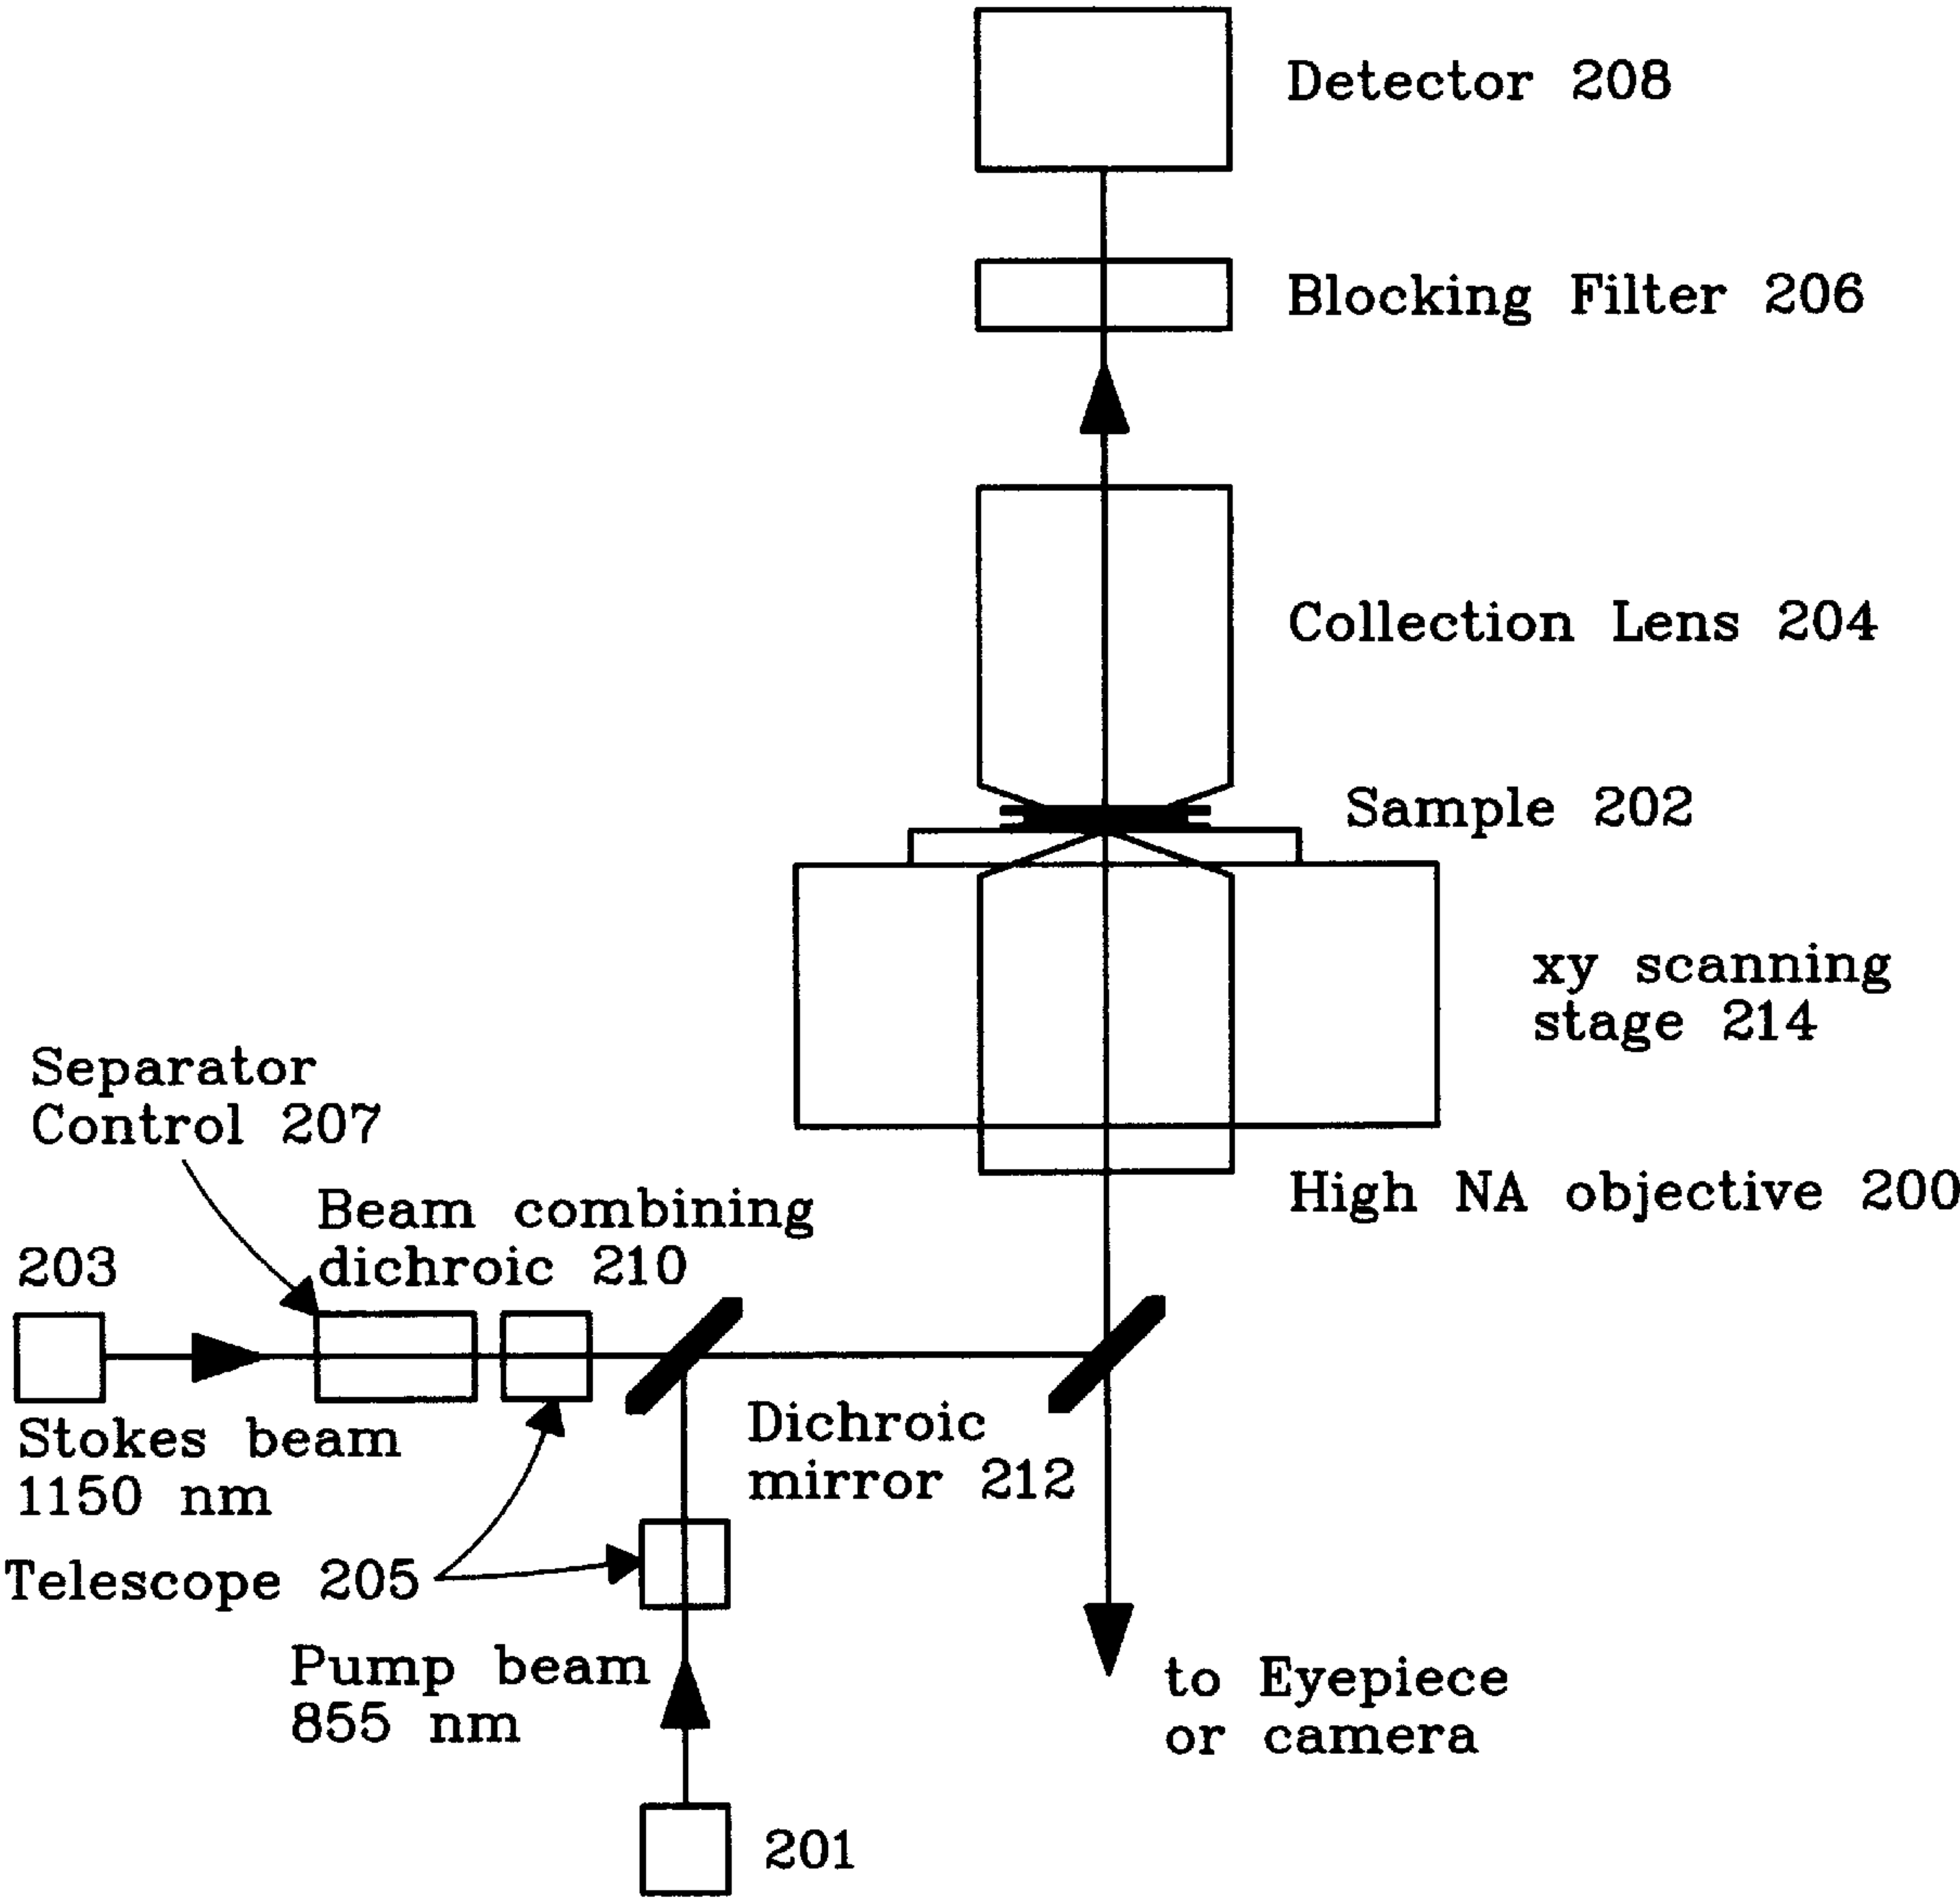 Detector 208
Blocking Filter 206
Collection Lens 204
Sample 202
xy scanning
stage 214
Separator
Control 207
High NA objective 200
Beam combining
dichroic 210
203
Stokes beam
1150 nm
Dichroic
mirror 212
Telescope 205
Pump beam
855 nm
to Eyepiece
or camera
201